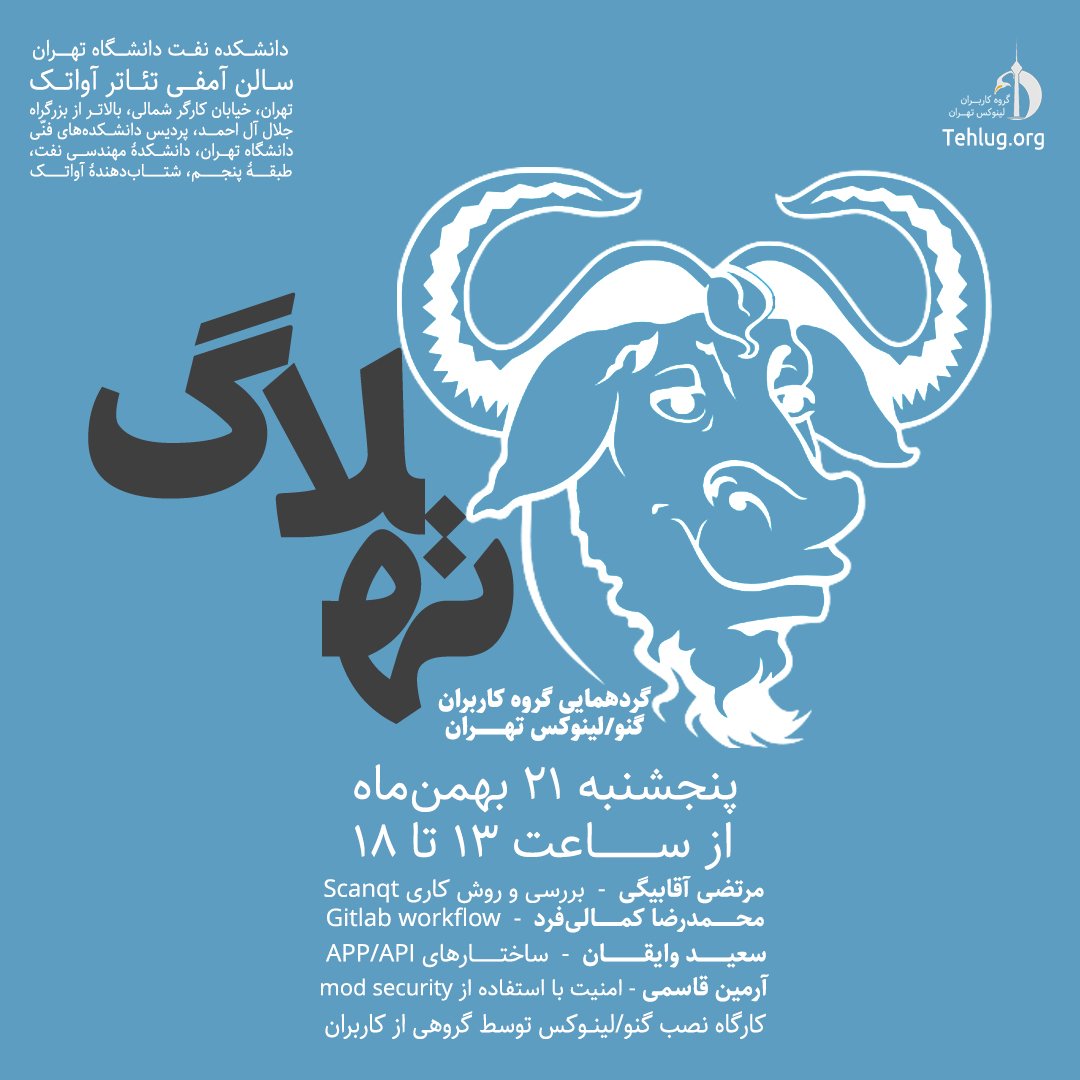 دانشکده نفت دانشگاه تهران
سالن آمفی تئاتر آواتک
تهران، خیابان کارگر شمالی، بالاتر از بزرگراه
جلال آل احمد، پردیس دانشکده‌های فنّی
دانشگاه تهران، دانشکدهٔ مهندسی نفت،
طبقهٔ پنجم، شتاب‌دهندهٔ آواتک
گروه کاربران
لینوکس تهران
Tehlug.org
تهلاگ
گردهمایی گروه کاربران
گنو/لینوکس تهران
پنجشنبه ۲۱ بهمن‌ماه
از ساعت ۱۳ تا ۱۸
مرتضی آقابیگی - بررسی و روش کاری Scanqt
محمدرضا کمالی‌فرد - Gitlab workflow
سعید وایقان - ساختارهای APP/API
آرمین قاسمی - امنیت با استفاده از mod security
کارگاه نصب گنو/لینوکس توسط گروهی از کاربران